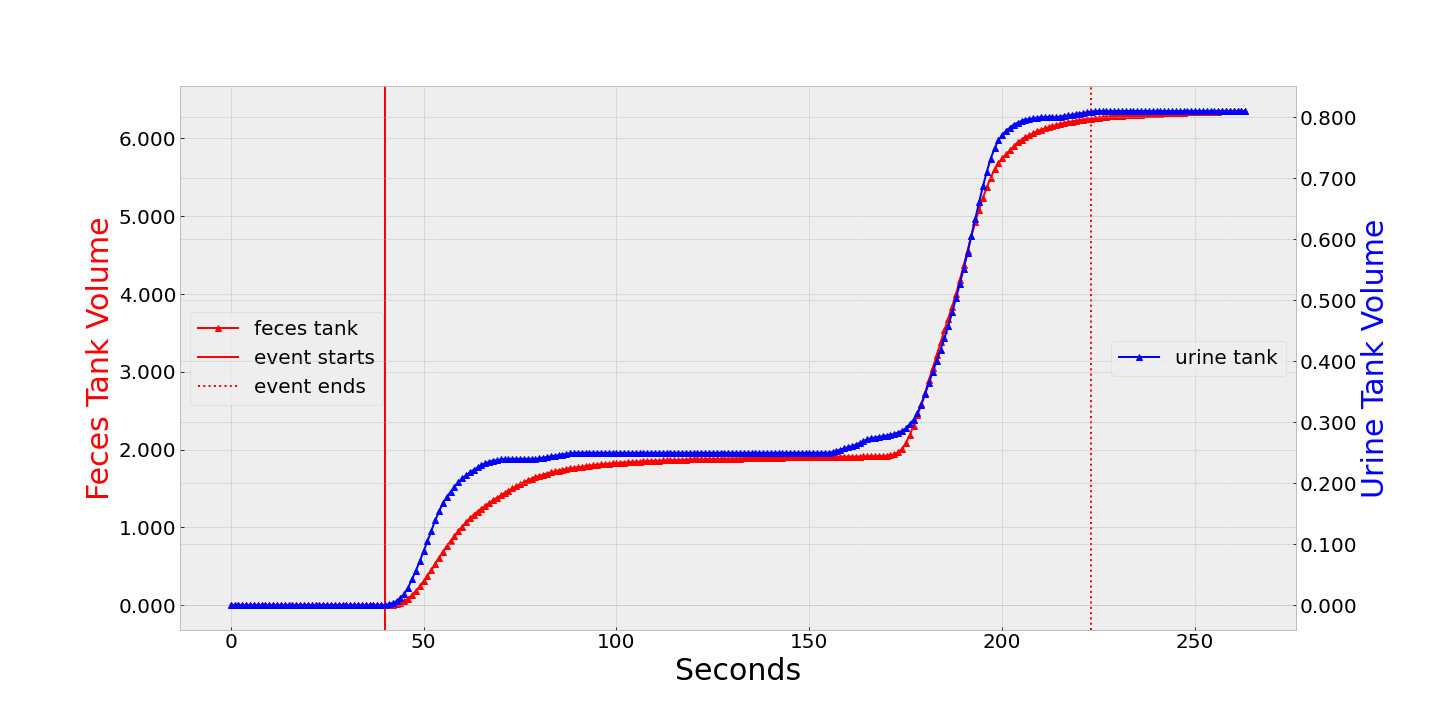 Feces Tank Volume
6.000
5.000
4.000
3.000
2.000
1.000
0.000
feces tank
event starts
event ends
urine tank
0.800
0.700
0.600
0.500
0.400
0.300
0.200
0.100
0.000
Urine Tank Volume
0 50 100 150 200 250
Seconds